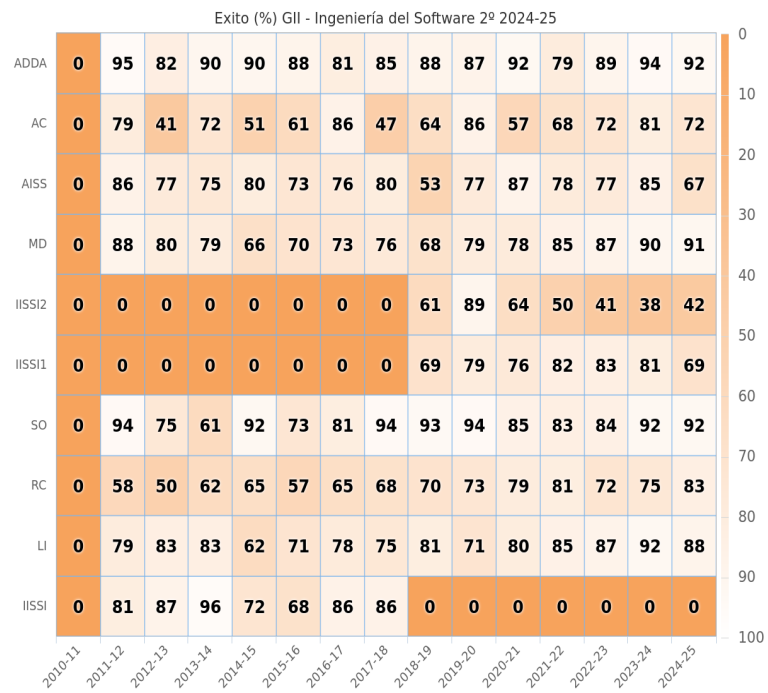 Exito (%) GII - Ingeniería del Software 2º 2024-25
ADDA 0 95 82 90 90 88 81 85 88 87 92 79 89 94 92
AC 0 79 41 72 51 61 86 47 64 86 57 68 72 81 72
AISS 0 86 77 75 80 73 76 80 53 77 87 78 77 85 67
MD 0 88 80 79 66 70 73 76 68 79 78 85 87 90 91
IISSI2 0 0 0 0 0 0 0 0 61 89 64 50 41 38 42
IISSI1 0 0 0 0 0 0 0 0 69 79 76 82 83 81 69
SO 0 94 75 61 92 73 81 94 93 94 85 83 84 92 92
RC 0 58 50 62 65 57 65 68 70 73 79 81 72 75 83
LI 0 79 83 83 62 71 78 75 81 71 80 85 87 92 88
IISSI 0 81 87 96 72 68 86 86 0 0 0 0 0 0 0
2010-11 2011-12 2012-13 2013-14 2014-15 2015-16 2016-17 2017-18 2018-19 2019-20 2020-21 2021-22 2022-23 2023-24 2024-25
0
10
20
30
40
50
60
70
80
90
100